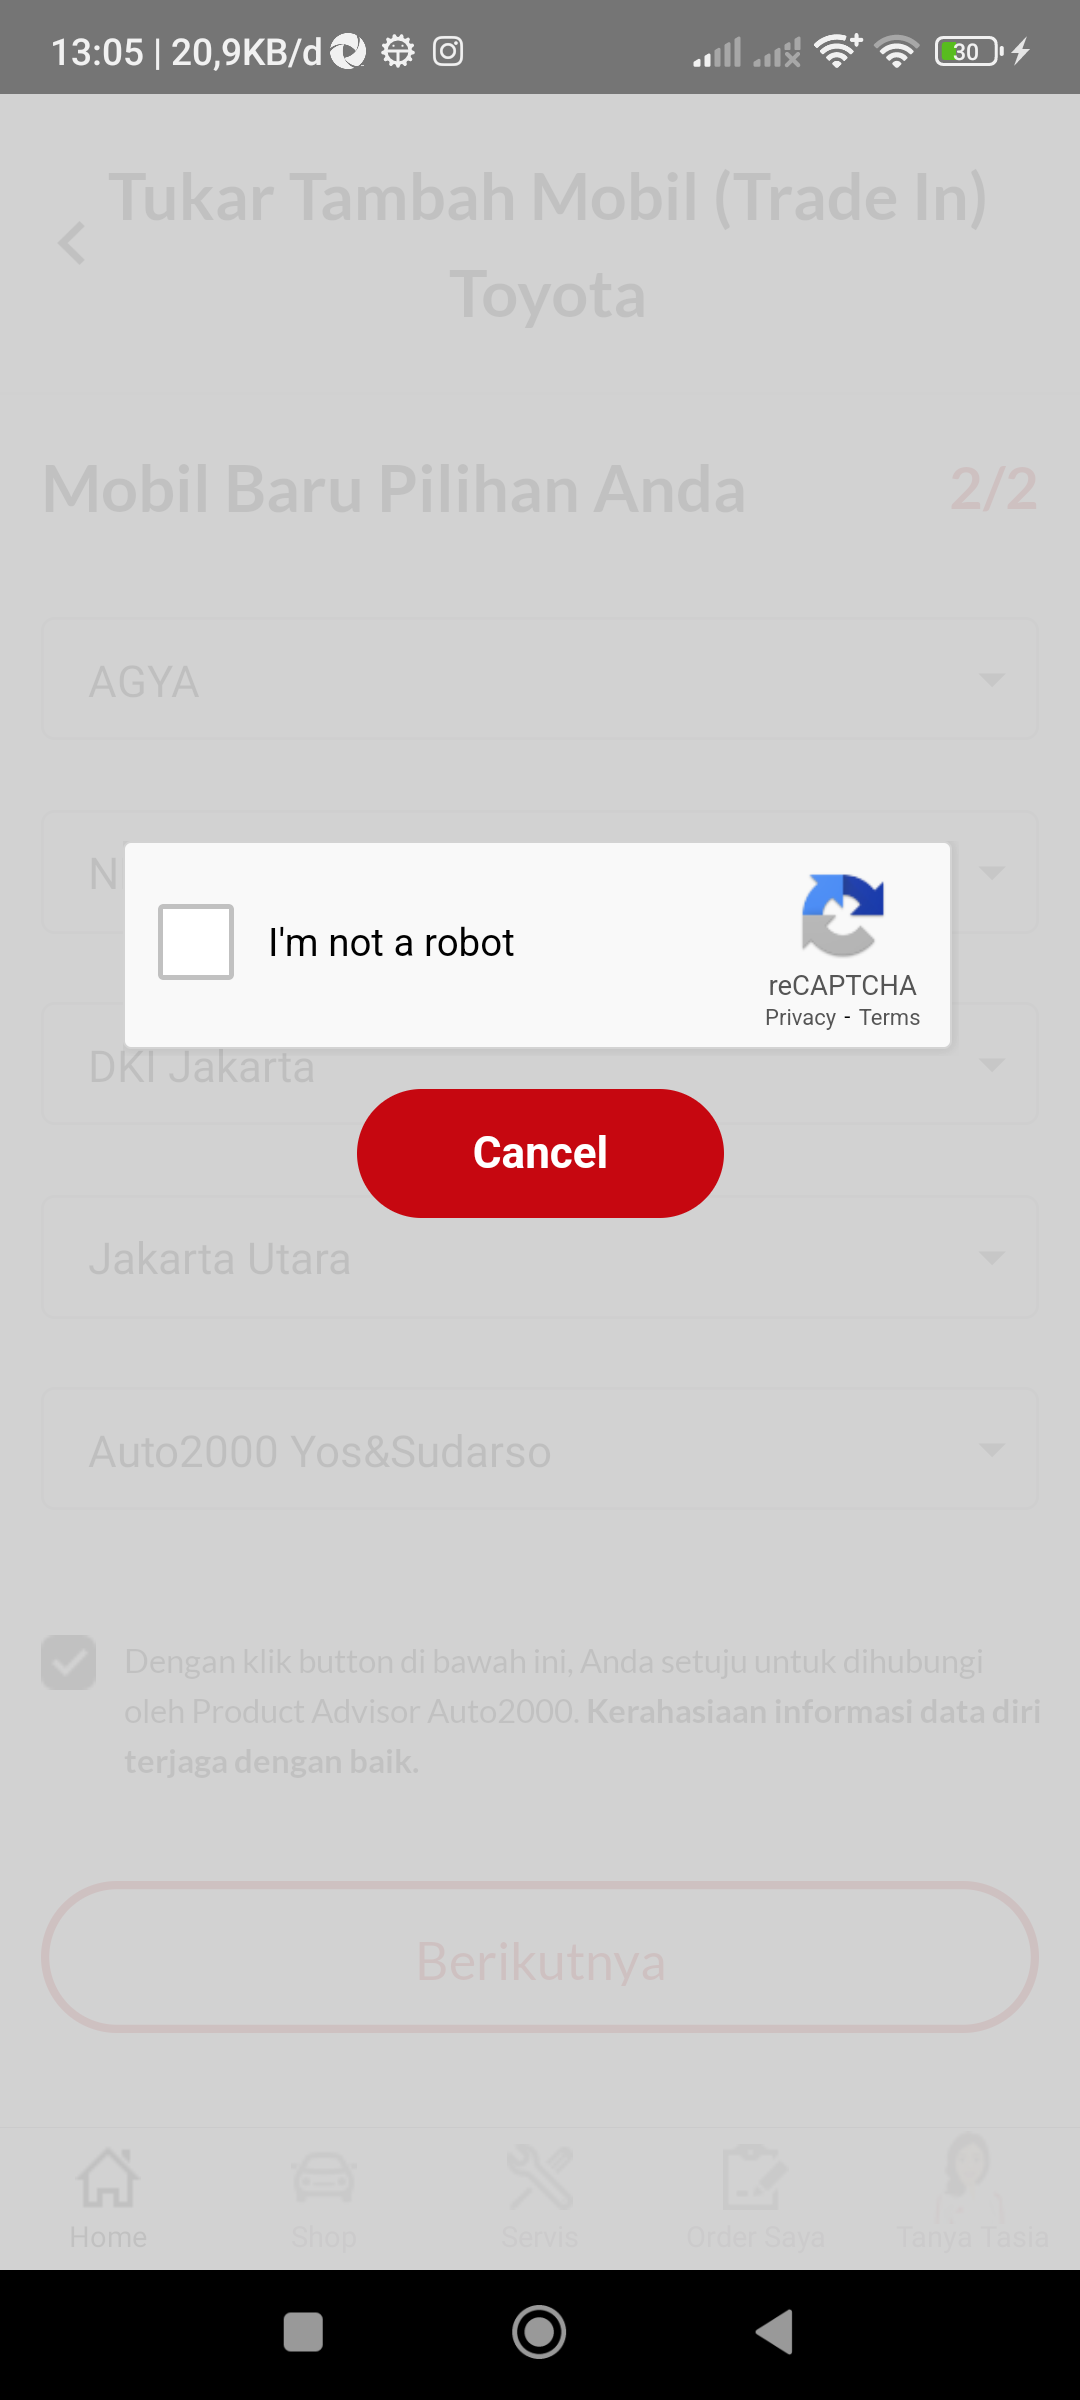 13:05 | 20,9KB/d
30
Tukar Tambah Mobil (Trade In)
Toyota
Mobil Baru Pilihan Anda 2/2
AGYA
N
I'm not a robot
reCAPTCHA
Privacy - Terms
DKI Jakarta
Cancel
Jakarta Utara
Auto2000 Yos&Sudarso
Dengan klik button di bawah ini, Anda setuju untuk dihubungi
oleh Product Advisor Auto2000. Kerahasiaan informasi data diri
terjaga dengan baik.
Berikutnya
Home Shop Servis Order Saya Tanya Tasia